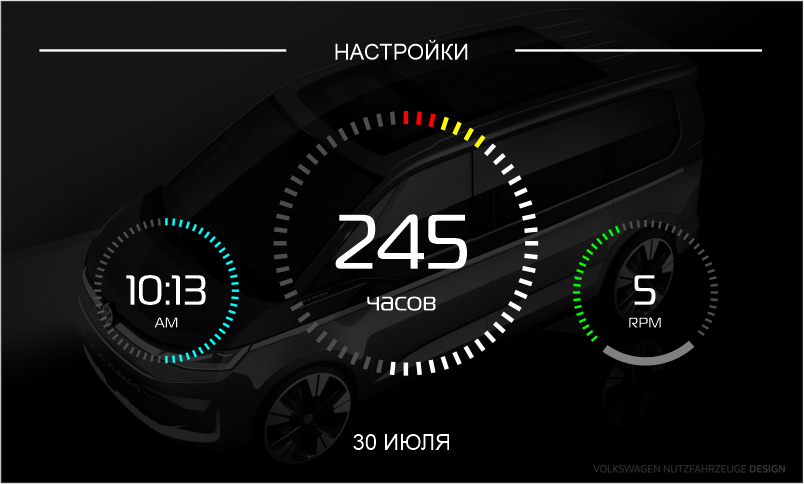 НАСТРОЙКИ
245
часов
10:13
AM
5
RPM
30 ИЮЛЯ
VOLKSWAGEN NUTZFAHRZEUGE DESIGN